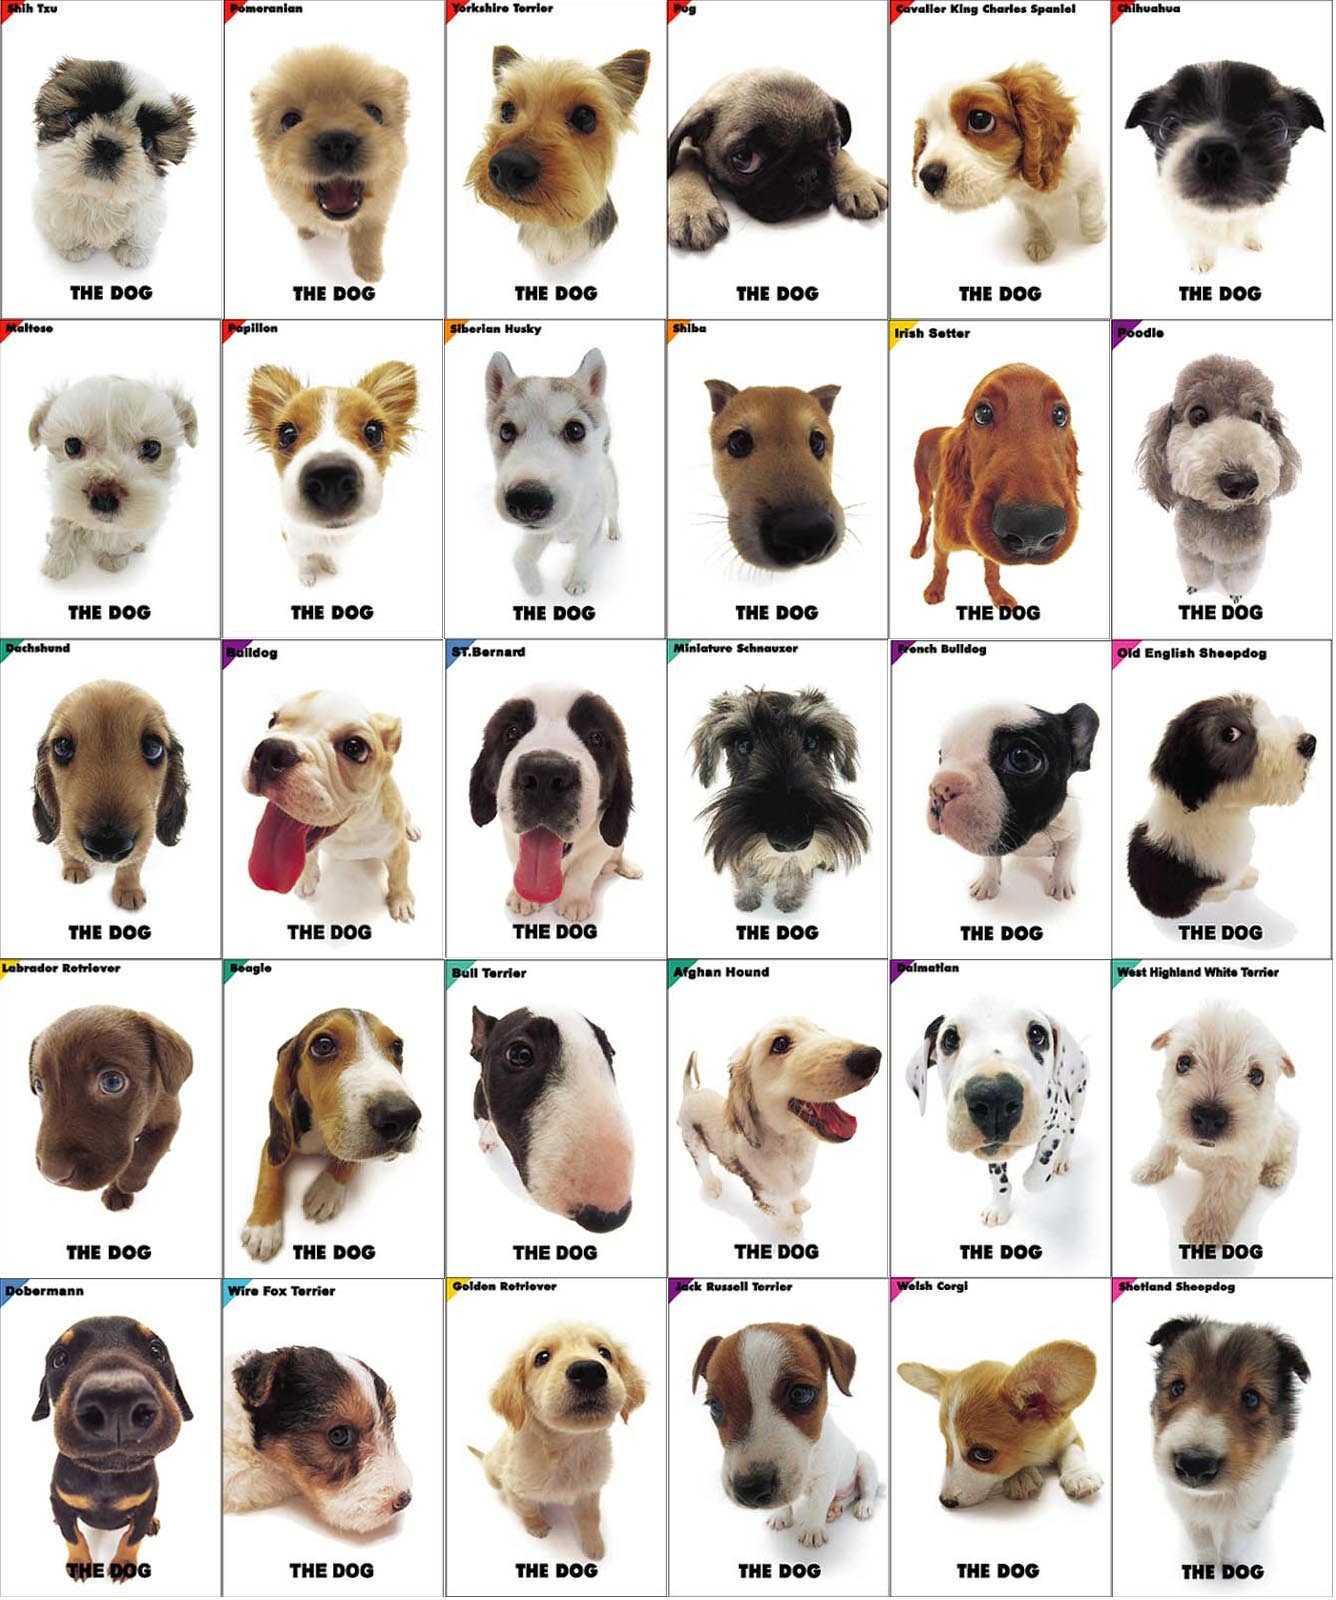 Shih Tzu
Pomeranian
Yorkshire Terrier
Pug
Cavalier King Charles Spaniel
Chihuahua
THE DOG
THE DOG
THE DOG
THE DOG
THE DOG
THE DOG
Maltese
Papillon
Siberian Husky
Shiba
Irish Setter
Poodle
THE DOG
THE DOG
THE DOG
THE DOG
THE DOG
THE DOG
Dachshund
Bulldog
ST.Bernard
Miniature Schnauzer
French Bulldog
Old English Sheepdog
THE DOG
THE DOG
THE DOG
THE DOG
THE DOG
THE DOG
Labrador Retriever
Beagle
Bull Terrier
Afghan Hound
Dalmatian
West Highland White Terrier
THE DOG
THE DOG
THE DOG
THE DOG
THE DOG
THE DOG
Dobermann
Wire Fox Terrier
Golden Retriever
Jack Russell Terrier
Welsh Corgi
Shetland Sheepdog
THE DOG
THE DOG
THE DOG
THE DOG
THE DOG
THE DOG